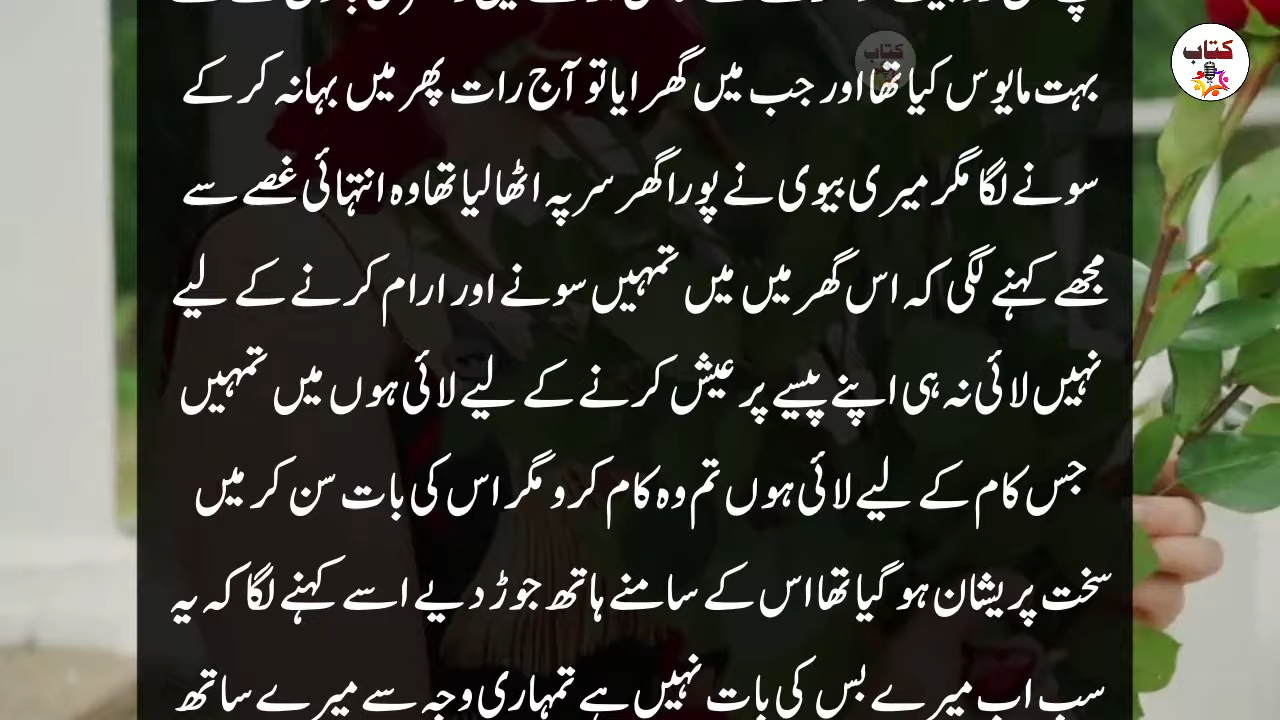 بہت مایوس کیا تھا اور جب میں گھر ایا تو آج رات پھر میں بہانہ کر کے
سونے لگا مگر میری بیوی نے پورا گھر سر پہ اٹھا لیا تھا وہ انتہائی غصے سے
مجھے کہنے لگی کہ اس گھر میں میں تمہیں سونے اور ارام کرنے کے لیے
نہیں لائی نہ ہی اپنے پیسے پر عیش کرنے کے لیے لائی ہوں میں تمہیں
جس کام کے لیے لائی ہوں تم وہ کام کرو مگر اس کی بات سن کر میں
سخت پریشان ہو گیا تھا اس کے سامنے ہاتھ جوڑ دیے اسے کہنے لگا کہ یہ
سب اب میرے بس کی بات نہیں ہے تمہاری وجہ سے میرے ساتھ
کتاب
کتاب